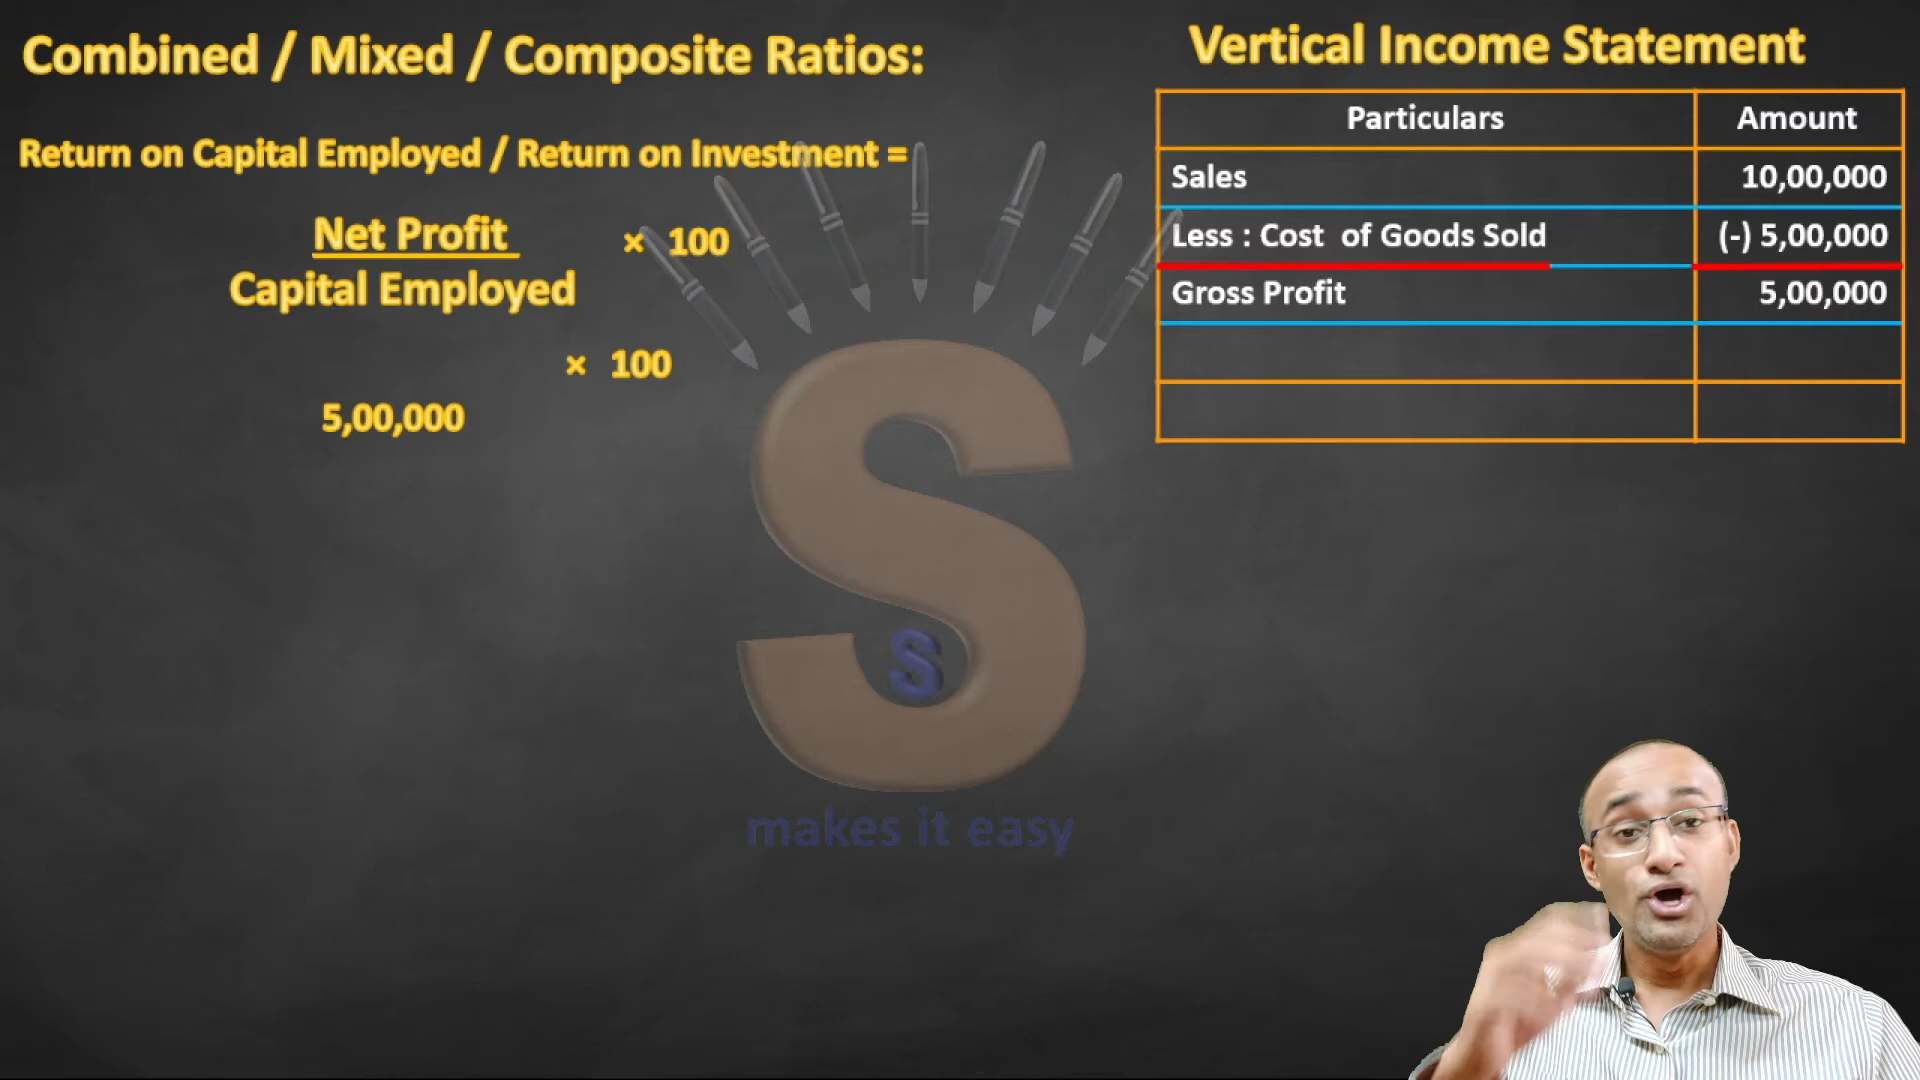 Combined / Mixed / Composite Ratios:
Return on Capital Employed / Return on Investment =
Net Profit × 100
Capital Employed
× 100
5,00,000
Vertical Income Statement
Particulars Amount
Sales 10,00,000
Less : Cost of Goods Sold (-) 5,00,000
Gross Profit 5,00,000
S
s
makes it easy